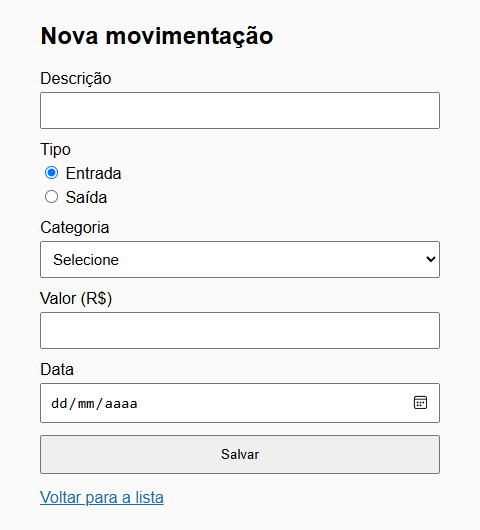 Nova movimentação
Descrição
Tipo
Entrada
Saída
Categoria
Selecione
Valor (R$)
Data
dd/mm/aaaa
Salvar
Voltar para a lista